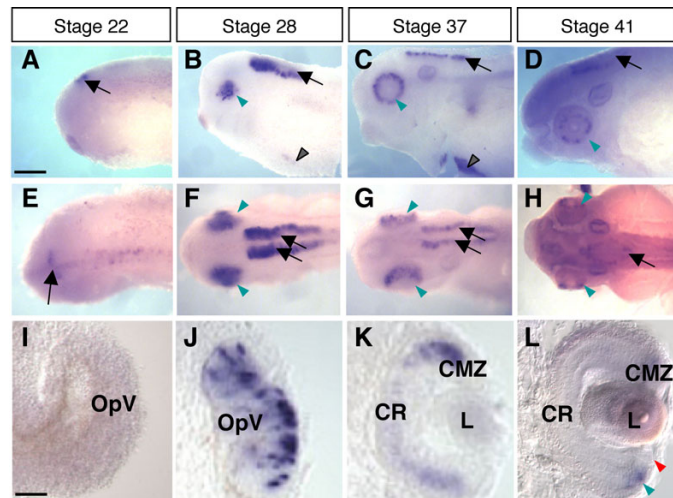 Stage 22 Stage 28 Stage 37 Stage 41
A B C D
E F G H
I OpV J OpV K CMZ CR L L CMZ CR L